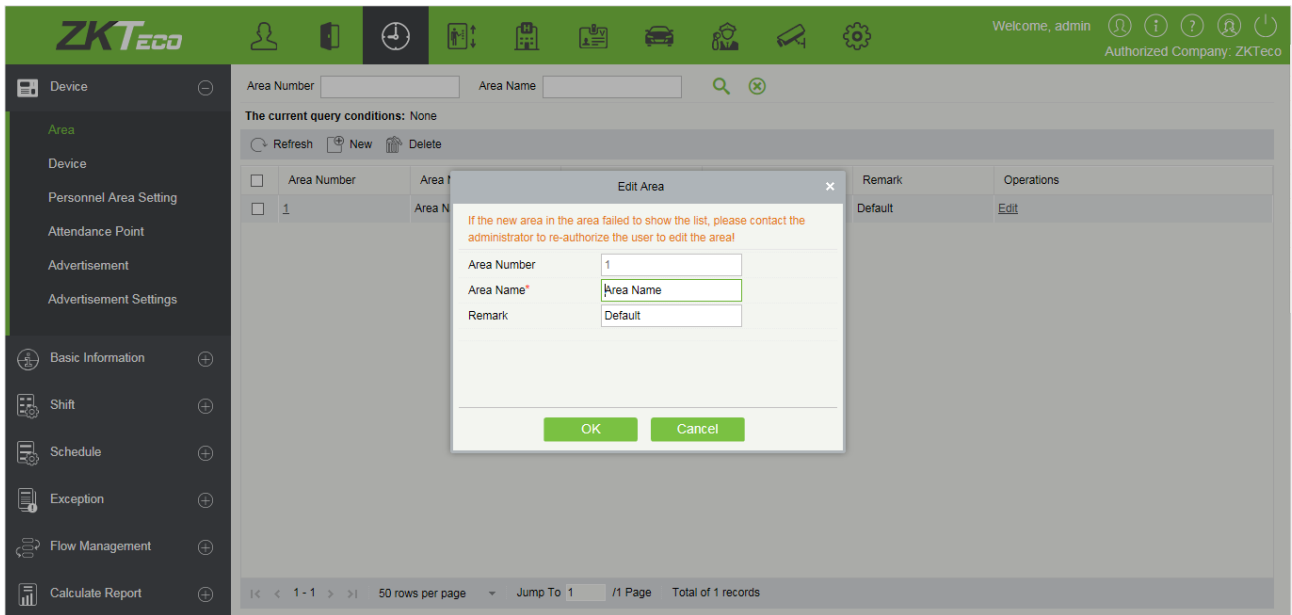 ZKTeco
Welcome, admin
Authorized Company: ZKTeco
Device
Area
Device
Personnel Area Setting
Attendance Point
Advertisement
Advertisement Settings
Basic Information
Shift
Schedule
Exception
Flow Management
Calculate Report
Area Number Area Name
The current query conditions: None
Refresh New Delete
Area Number Remark Operations
1 Default Edit
Edit Area
If the new area in the area failed to show the list, please contact the
administrator to re-authorize the user to edit the area!
Area Number 1
Area Name* Area Name
Remark Default
OK Cancel
1-1 50 rows per page Jump To 1 /1 Page Total of 1 records